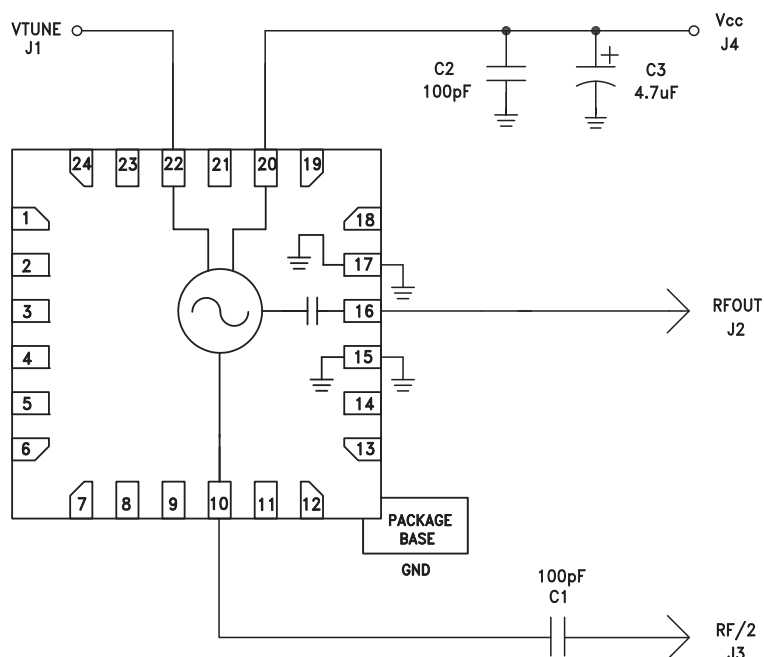 VTUNE
J1
Vcc
J4
C2
100pF
+
C3
4.7uF
24 23 22 21 20 19
1
2
3
4
5
6
18
17
16
15
14
13
RFOUT
J2
7 8 9 10 11 12
PACKAGE
BASE
GND
100pF
C1
RF/2
J3